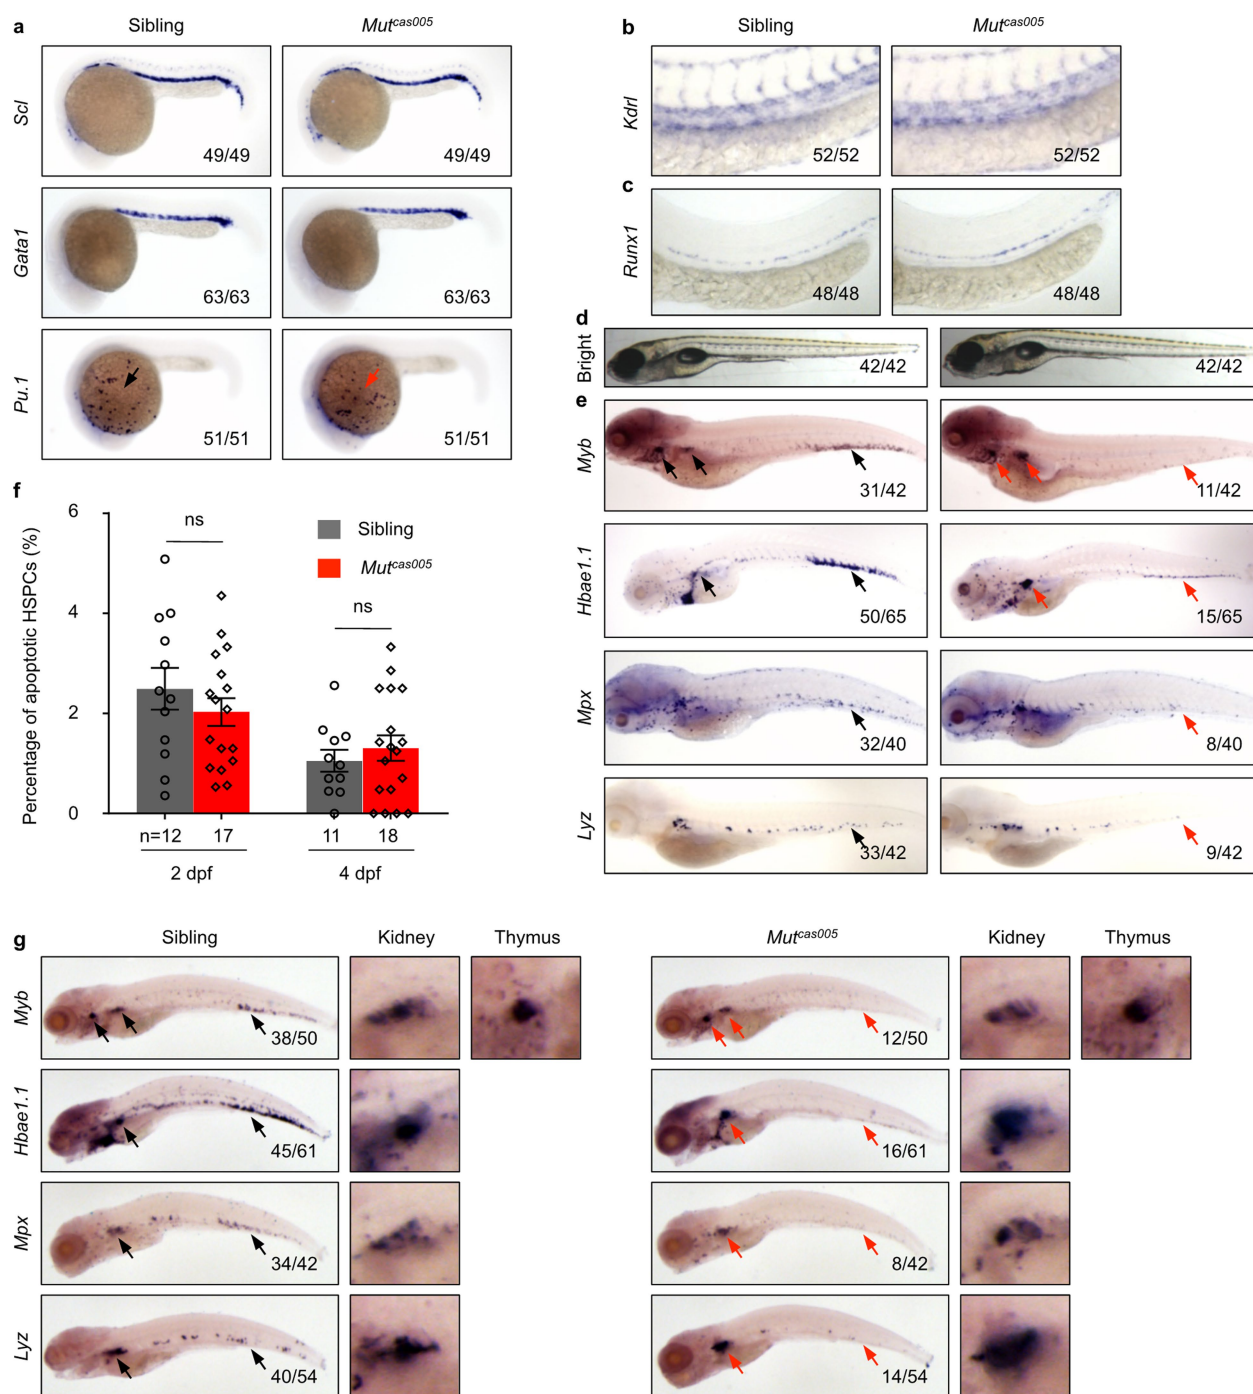 a Sibling Mutcas005
Scl 49/49 49/49
Gata1 63/63 63/63
Pu.1 51/51 51/51
b Sibling Mutcas005
Kdrl 52/52 52/52
c
Runx1 48/48 48/48
d
Bright 42/42 42/42
e
Myb 31/42 11/42
Hbae1.1 50/65 15/65
Mpx 32/40 8/40
Lyz 33/42 9/42
f
Percentage of apoptotic HSPCs (%)
6
4
2
0
ns
ns
Sibling
Mutcas005
n=12 17 11 18
2 dpf 4 dpf
g Sibling Kidney Thymus Mutcas005 Kidney Thymus
Myb 38/50 12/50
Hbae1.1 45/61 16/61
Mpx 34/42 8/42
Lyz 40/54 14/54